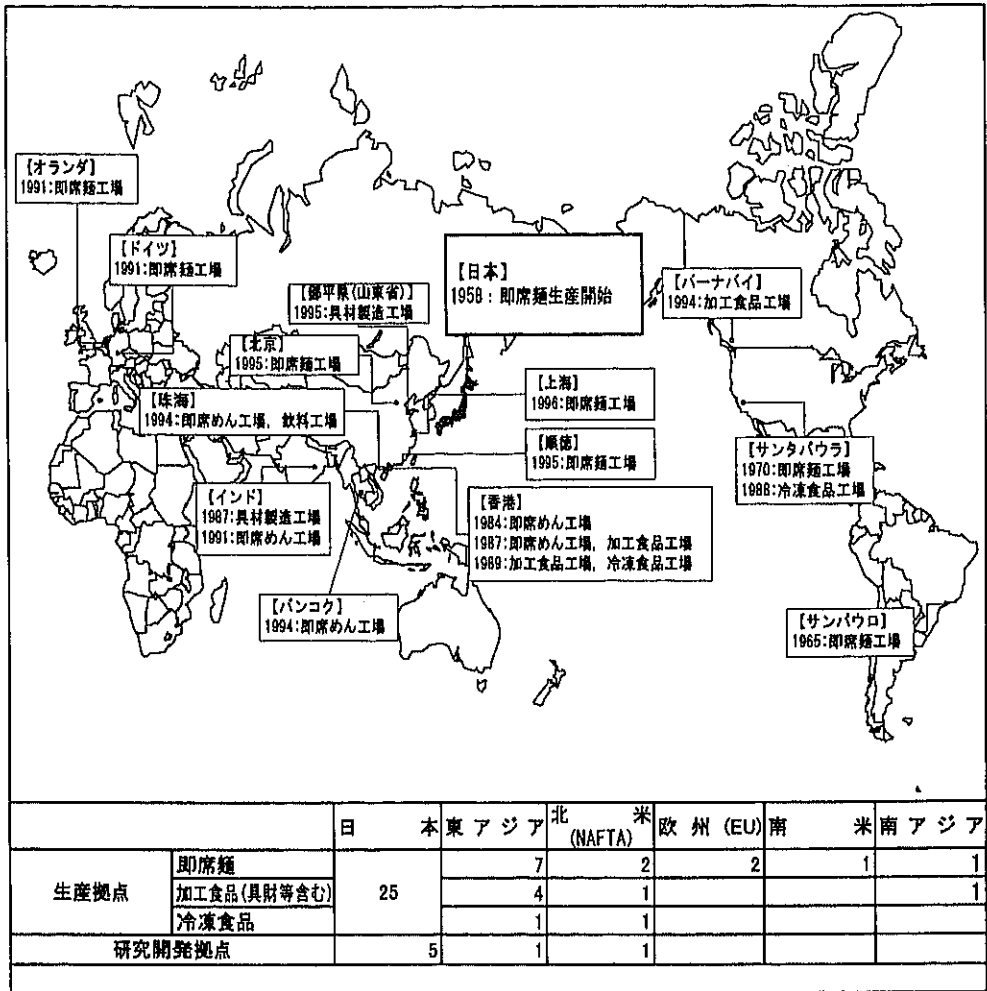 【オランダ】
1991:即席麺工場
【ドイツ】
1991:即席麺工場
【鄒平県(山東省)】
1995:具材製造工場
【日本】
1958：即席麺生産開始
【バーナバイ】
1994:加工食品工場
【北京】
1995:即席麺工場
【珠海】
1994:即席めん工場，飲料工場
【上海】
1996:即席麺工場
【順徳】
1995:即席麺工場
【サンタパウラ】
1970:即席麺工場
1988:冷凍食品工場
【インド】
1987:具材製造工場
1991:即席めん工場
【香港】
1984:即席めん工場
1987:即席めん工場，加工食品工場
1989:加工食品工場，冷凍食品工場
【バンコク】
1994:即席めん工場
【サンパウロ】
1965:即席麺工場
日本 東アジア 北米(NAFTA) 欧州(EU) 南米 南アジア
生産拠点 即席麺 25 7 2 2 1 1
加工食品(具財等含む) 4 1 1
冷凍食品 1 1
研究開発拠点 5 1 1